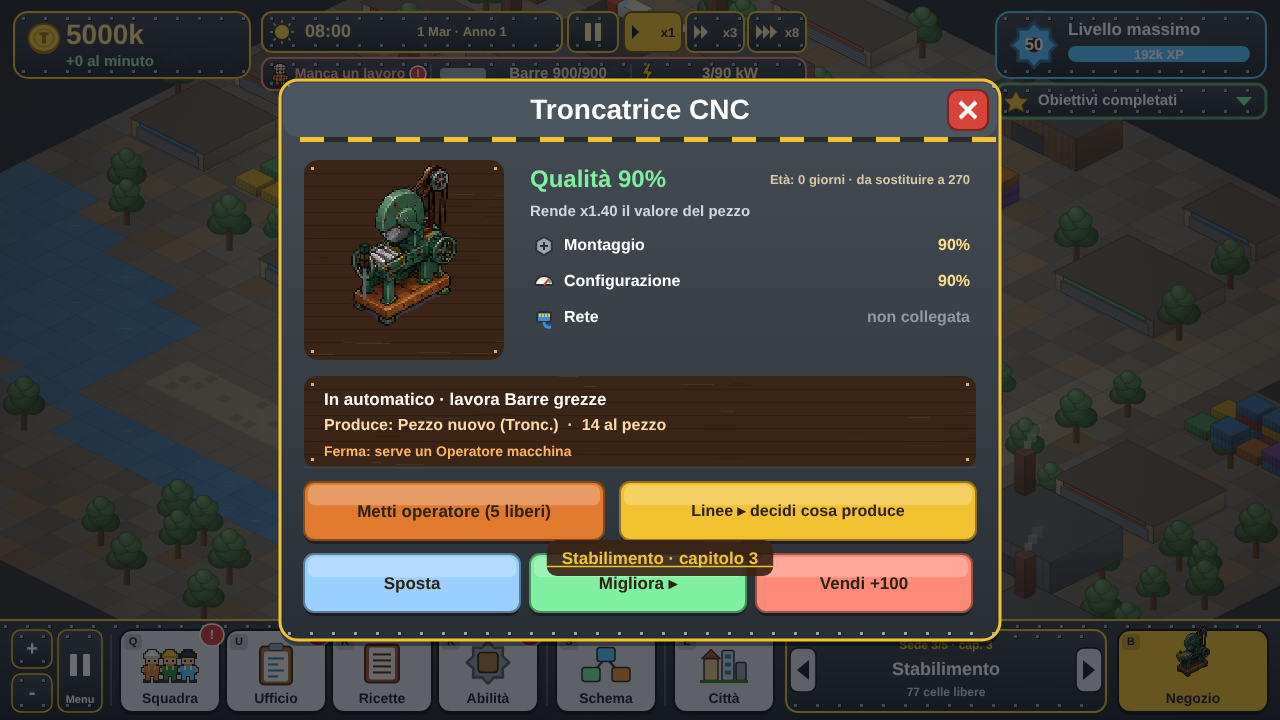 5000k
+0 al minuto
08:00
1 Mar · Anno 1
x1
x3
x8
50
Livello massimo
192k XP
Manca un lavoro
!
Barre 900/900
3/90 kW
Obiettivi completati
Troncatrice CNC
Qualità 90%
Età: 0 giorni · da sostituire a 270
Rende x1.40 il valore del pezzo
Montaggio
90%
Configurazione
90%
Rete
non collegata
In automatico · lavora Barre grezze
Produce: Pezzo nuovo (Tronc.) · 14 al pezzo
Ferma: serve un Operatore macchina
Metti operatore (5 liberi)
Linee ▸ decidi cosa produce
Stabilimento · capitolo 3
Sposta
Migliora ▸
Vendi +100
+
-
Menu
Q
!
Squadra
U
Ufficio
Ricette
Abilità
Schema
Città
Sede 3/5 · cap. 3
Stabilimento
77 celle libere
B
Negozio